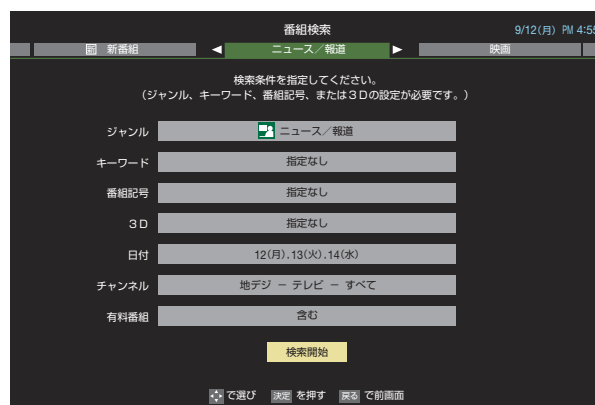 番組検索
9/12(月) PM 4:55
新番組 ◀ ニュース／報道 ▶ 映画
検索条件を指定してください。
(ジャンル、キーワード、番組記号、または３Ｄの設定が必要です。)
ジャンル ニュース／報道
キーワード 指定なし
番組記号 指定なし
３Ｄ 指定なし
日付 12(月).13(火).14(水)
チャンネル 地デジ － テレビ － すべて
有料番組 含む
検索開始
で選び 決定 を押す 戻る で前画面